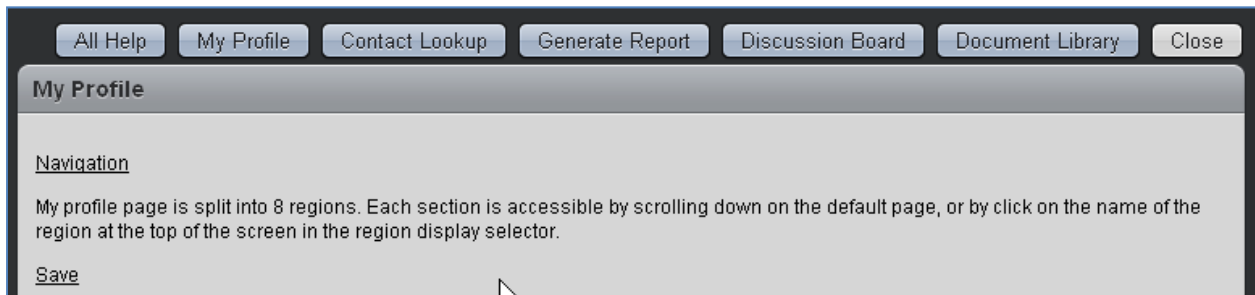 All Help My Profile Contact Lookup Generate Report Discussion Board Document Library Close
My Profile
Navigation
My profile page is split into 8 regions. Each section is accessible by scrolling down on the default page, or by click on the name of the
region at the top of the screen in the region display selector.
Save